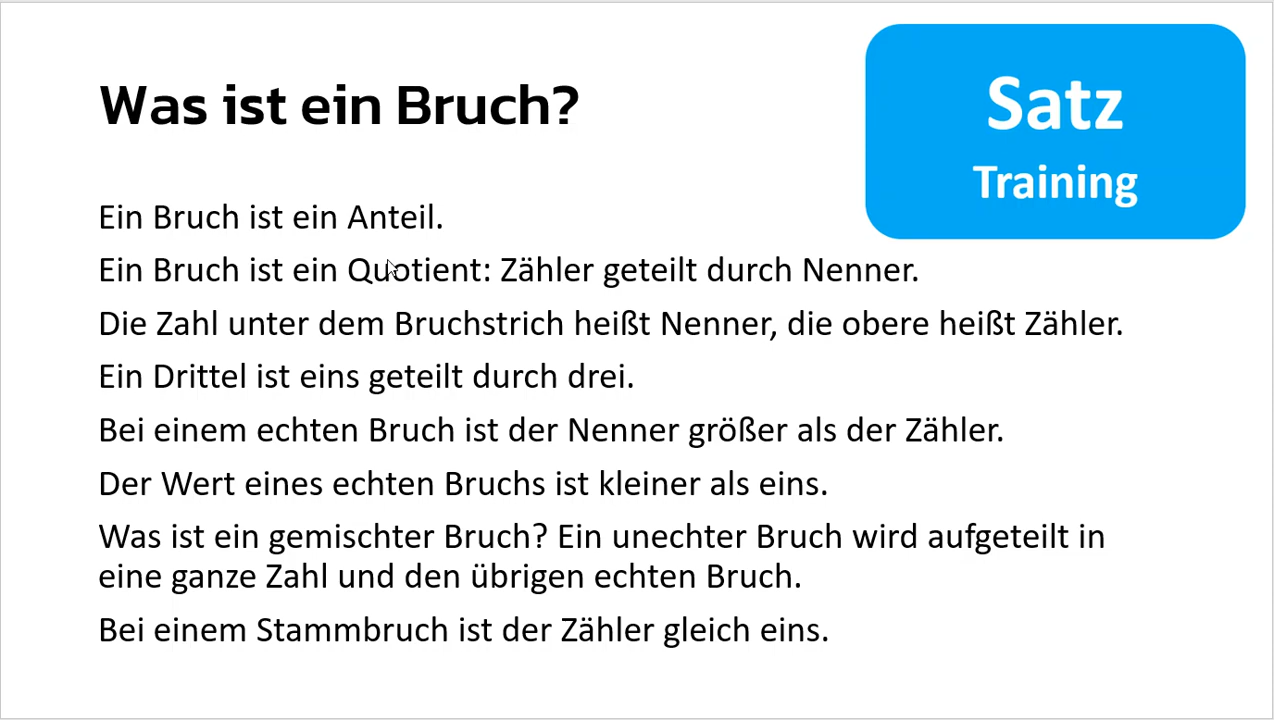 Was ist ein Bruch?
Satz
Training
Ein Bruch ist ein Anteil.
Ein Bruch ist ein Quotient: Zähler geteilt durch Nenner.
Die Zahl unter dem Bruchstrich heißt Nenner, die obere heißt Zähler.
Ein Drittel ist eins geteilt durch drei.
Bei einem echten Bruch ist der Nenner größer als der Zähler.
Der Wert eines echten Bruchs ist kleiner als eins.
Was ist ein gemischter Bruch? Ein unechter Bruch wird aufgeteilt in
eine ganze Zahl und den übrigen echten Bruch.
Bei einem Stammbruch ist der Zähler gleich eins.